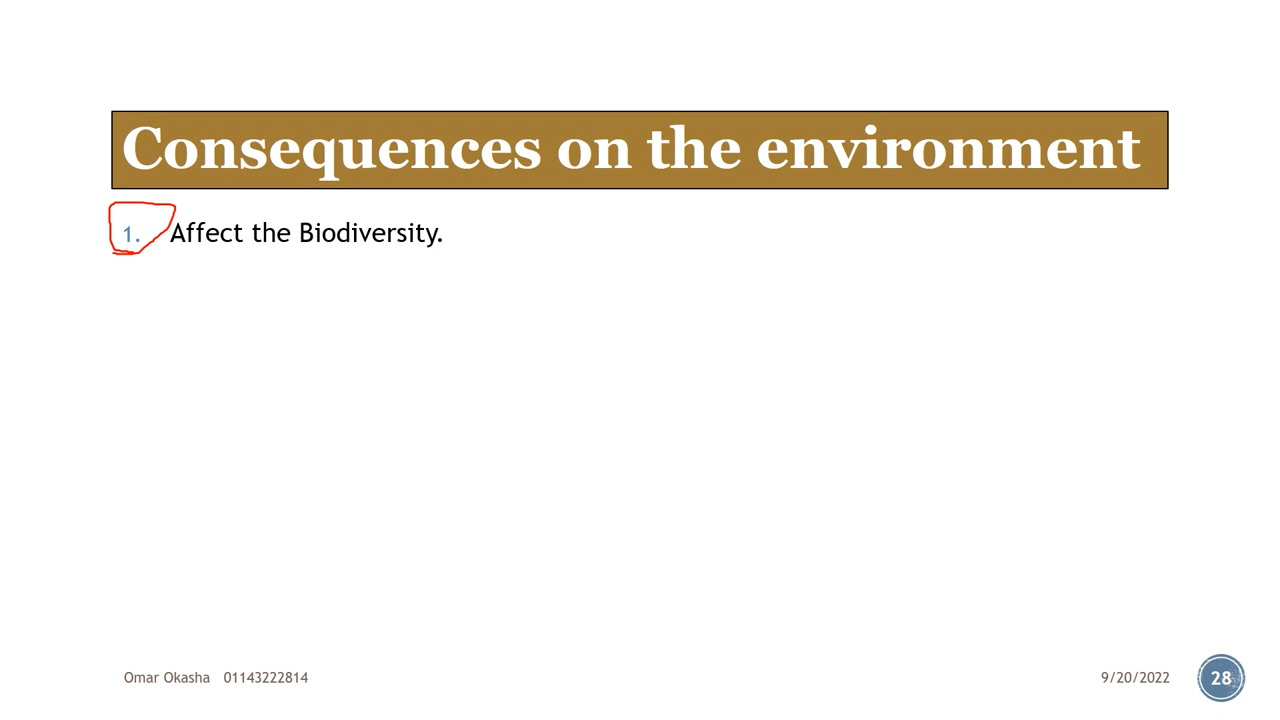 Consequences on the environment
1. Affect the Biodiversity.
Omar Okasha 01143222814 9/20/2022 28